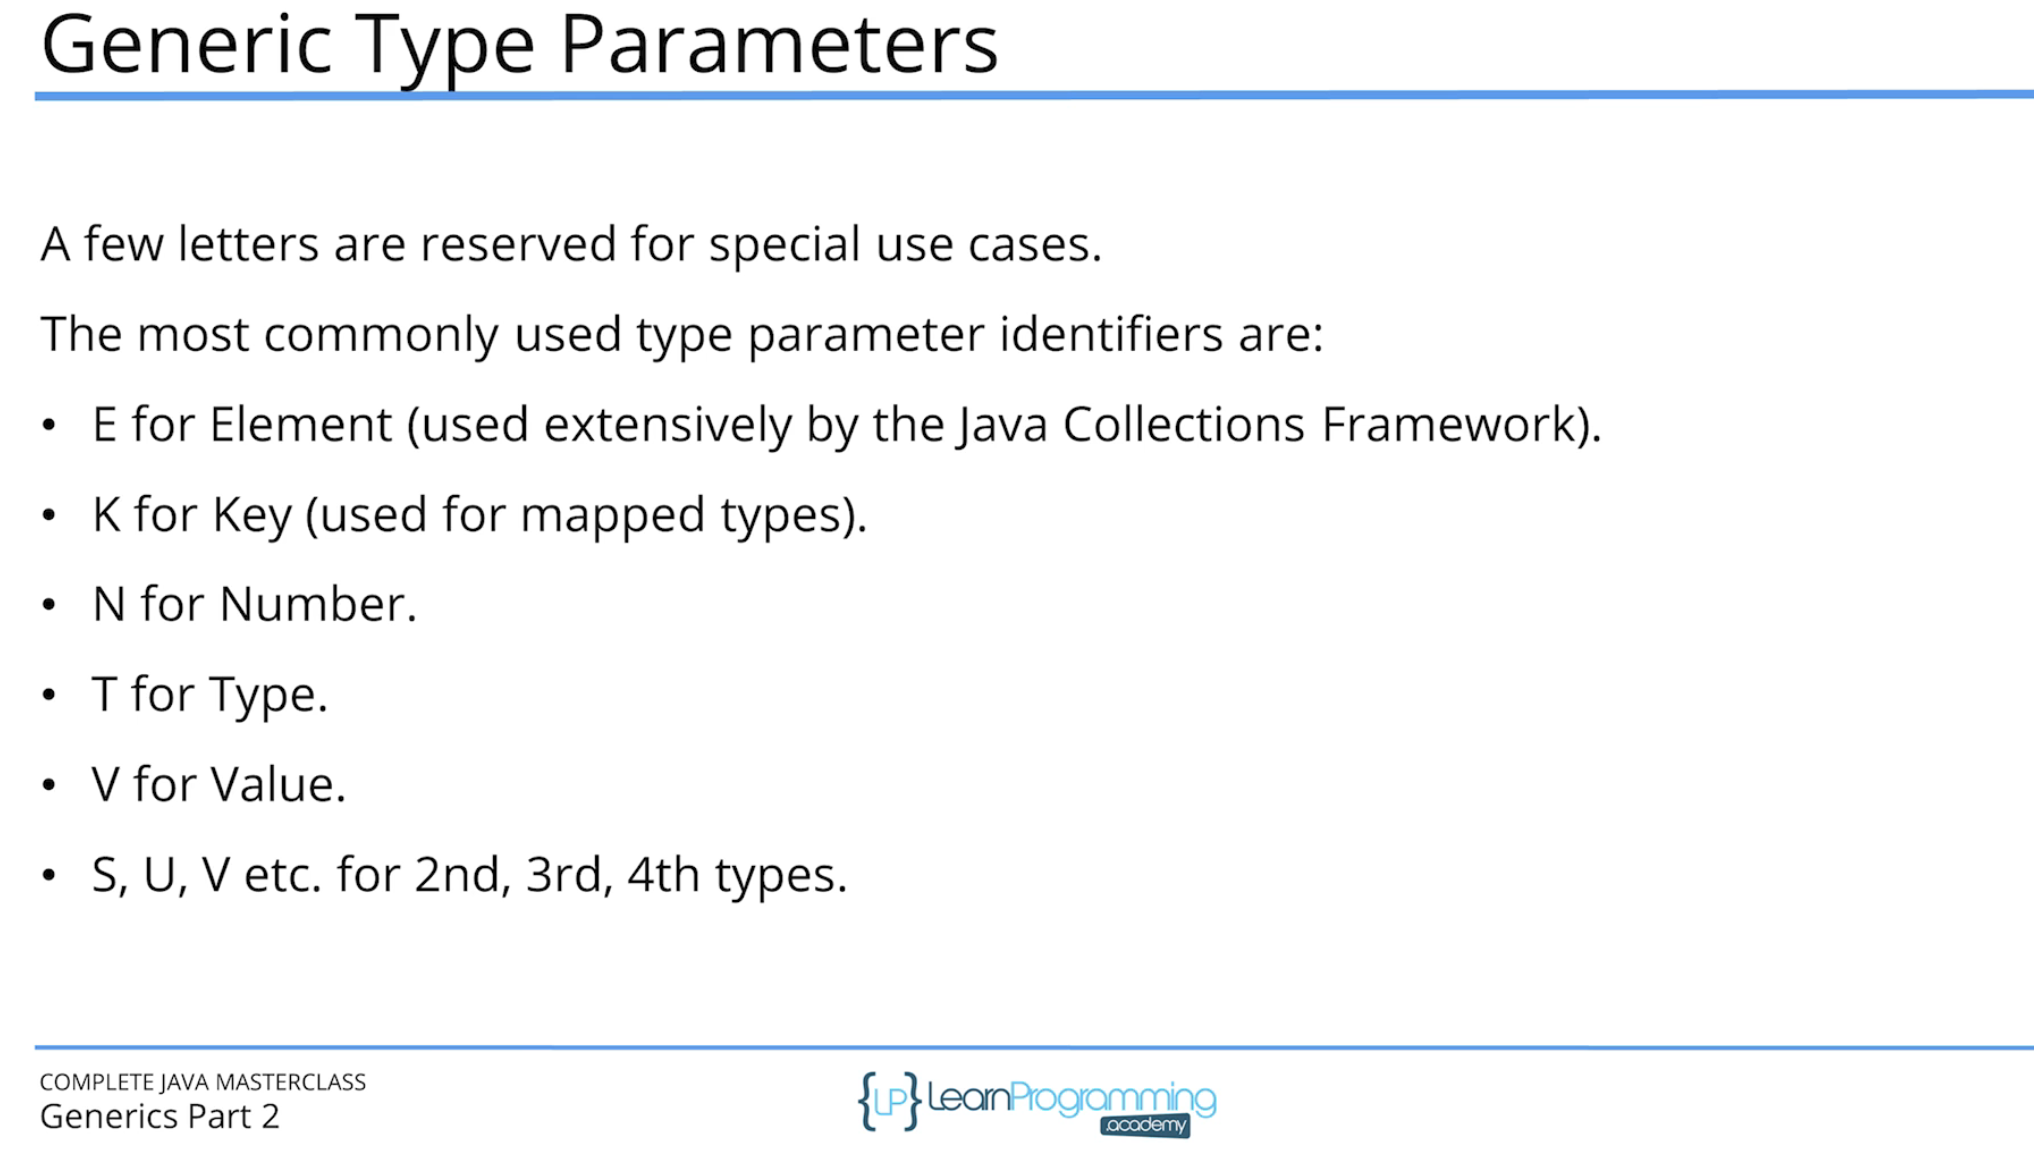 Generic Type Parameters
A few letters are reserved for special use cases.
The most commonly used type parameter identifiers are:
• E for Element (used extensively by the Java Collections Framework).
• K for Key (used for mapped types).
• N for Number.
• T for Type.
• V for Value.
• S, U, V etc. for 2nd, 3rd, 4th types.
COMPLETE JAVA MASTERCLASS
Generics Part 2
{LP} LearnProgramming
.academy